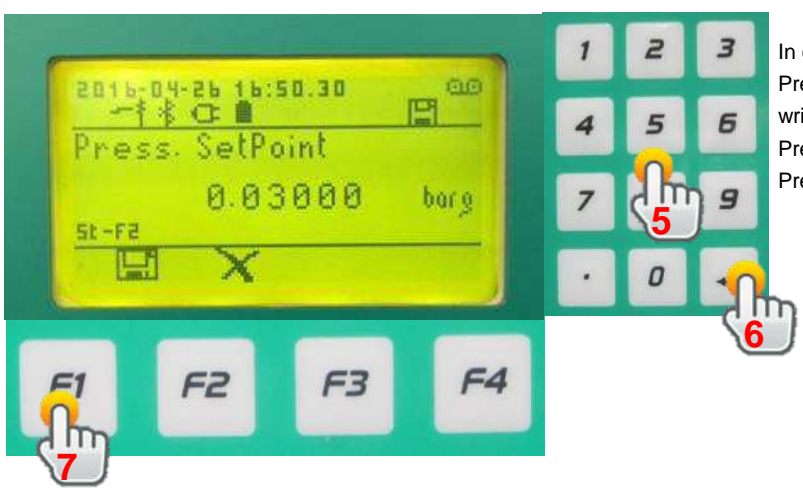 2016-04-26 16:50.30
Press. SetPoint
0.03000 barg
St-F2
F1 F2 F3 F4
1 2 3
4 5 6
7 9
. 0
5
6
7
In
Pre
wri
Pre
Pre